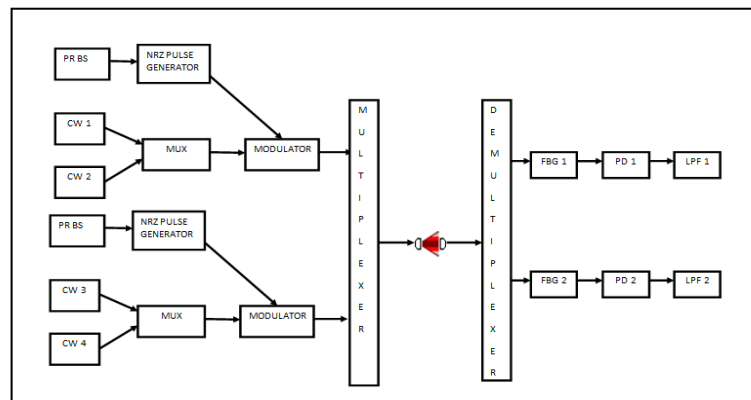 PR BS
NRZ PULSE
GENERATOR
CW 1
CW 2
MUX
MODULATOR
PR BS
NRZ PULSE
GENERATOR
CW 3
CW 4
MUX
MODULATOR
M
U
L
T
I
P
L
E
X
E
R
D
E
M
U
L
T
I
P
L
E
X
E
R
FBG 1
PD 1
LPF 1
FBG 2
PD 2
LPF 2